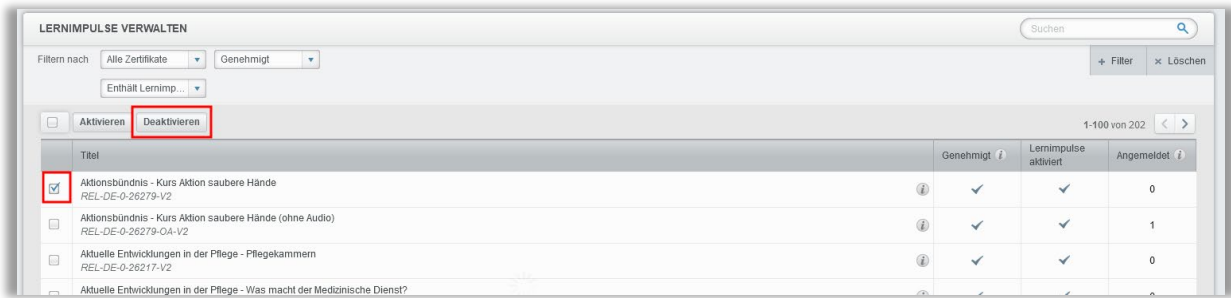 LERNIMPULSE VERWALTEN
Suchen
Filtern nach Alle Zertifikate Genehmigt + Filter × Löschen
Enthält Lernimp...
Aktivieren Deaktivieren 1-100 von 202 < >
Titel Genehmigt i Lernimpulse aktiviert Angemeldet i
Aktionsbündnis - Kurs Aktion saubere Hände i 0
REL-DE-0-26279-V2
Aktionsbündnis - Kurs Aktion saubere Hände (ohne Audio) i 1
REL-DE-0-26279-OA-V2
Aktuelle Entwicklungen in der Pflege - Pflegekammern i 0
REL-DE-0-26217-V2
Aktuelle Entwicklungen in der Pflege - Was macht der Medizinische Dienst?